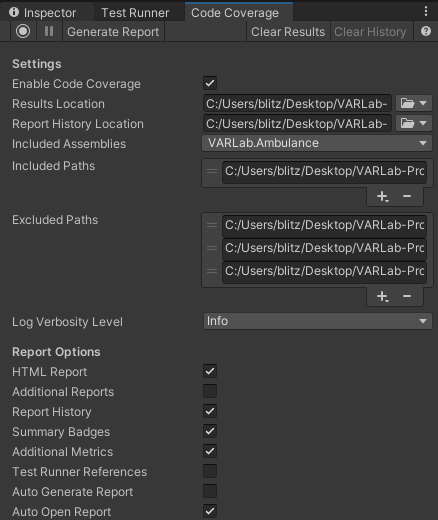 Inspector Test Runner Code Coverage
Generate Report Clear Results Clear History
Settings
Enable Code Coverage
Results Location C:/Users/blitz/Desktop/VARLab-
Report History Location C:/Users/blitz/Desktop/VARLab-
Included Assemblies VARLab.Ambulance
Included Paths C:/Users/blitz/Desktop/VARLab-Pro
Excluded Paths C:/Users/blitz/Desktop/VARLab-Pro
C:/Users/blitz/Desktop/VARLab-Pro
C:/Users/blitz/Desktop/VARLab-Pro
Log Verbosity Level Info
Report Options
HTML Report
Additional Reports
Report History
Summary Badges
Additional Metrics
Test Runner References
Auto Generate Report
Auto Open Report